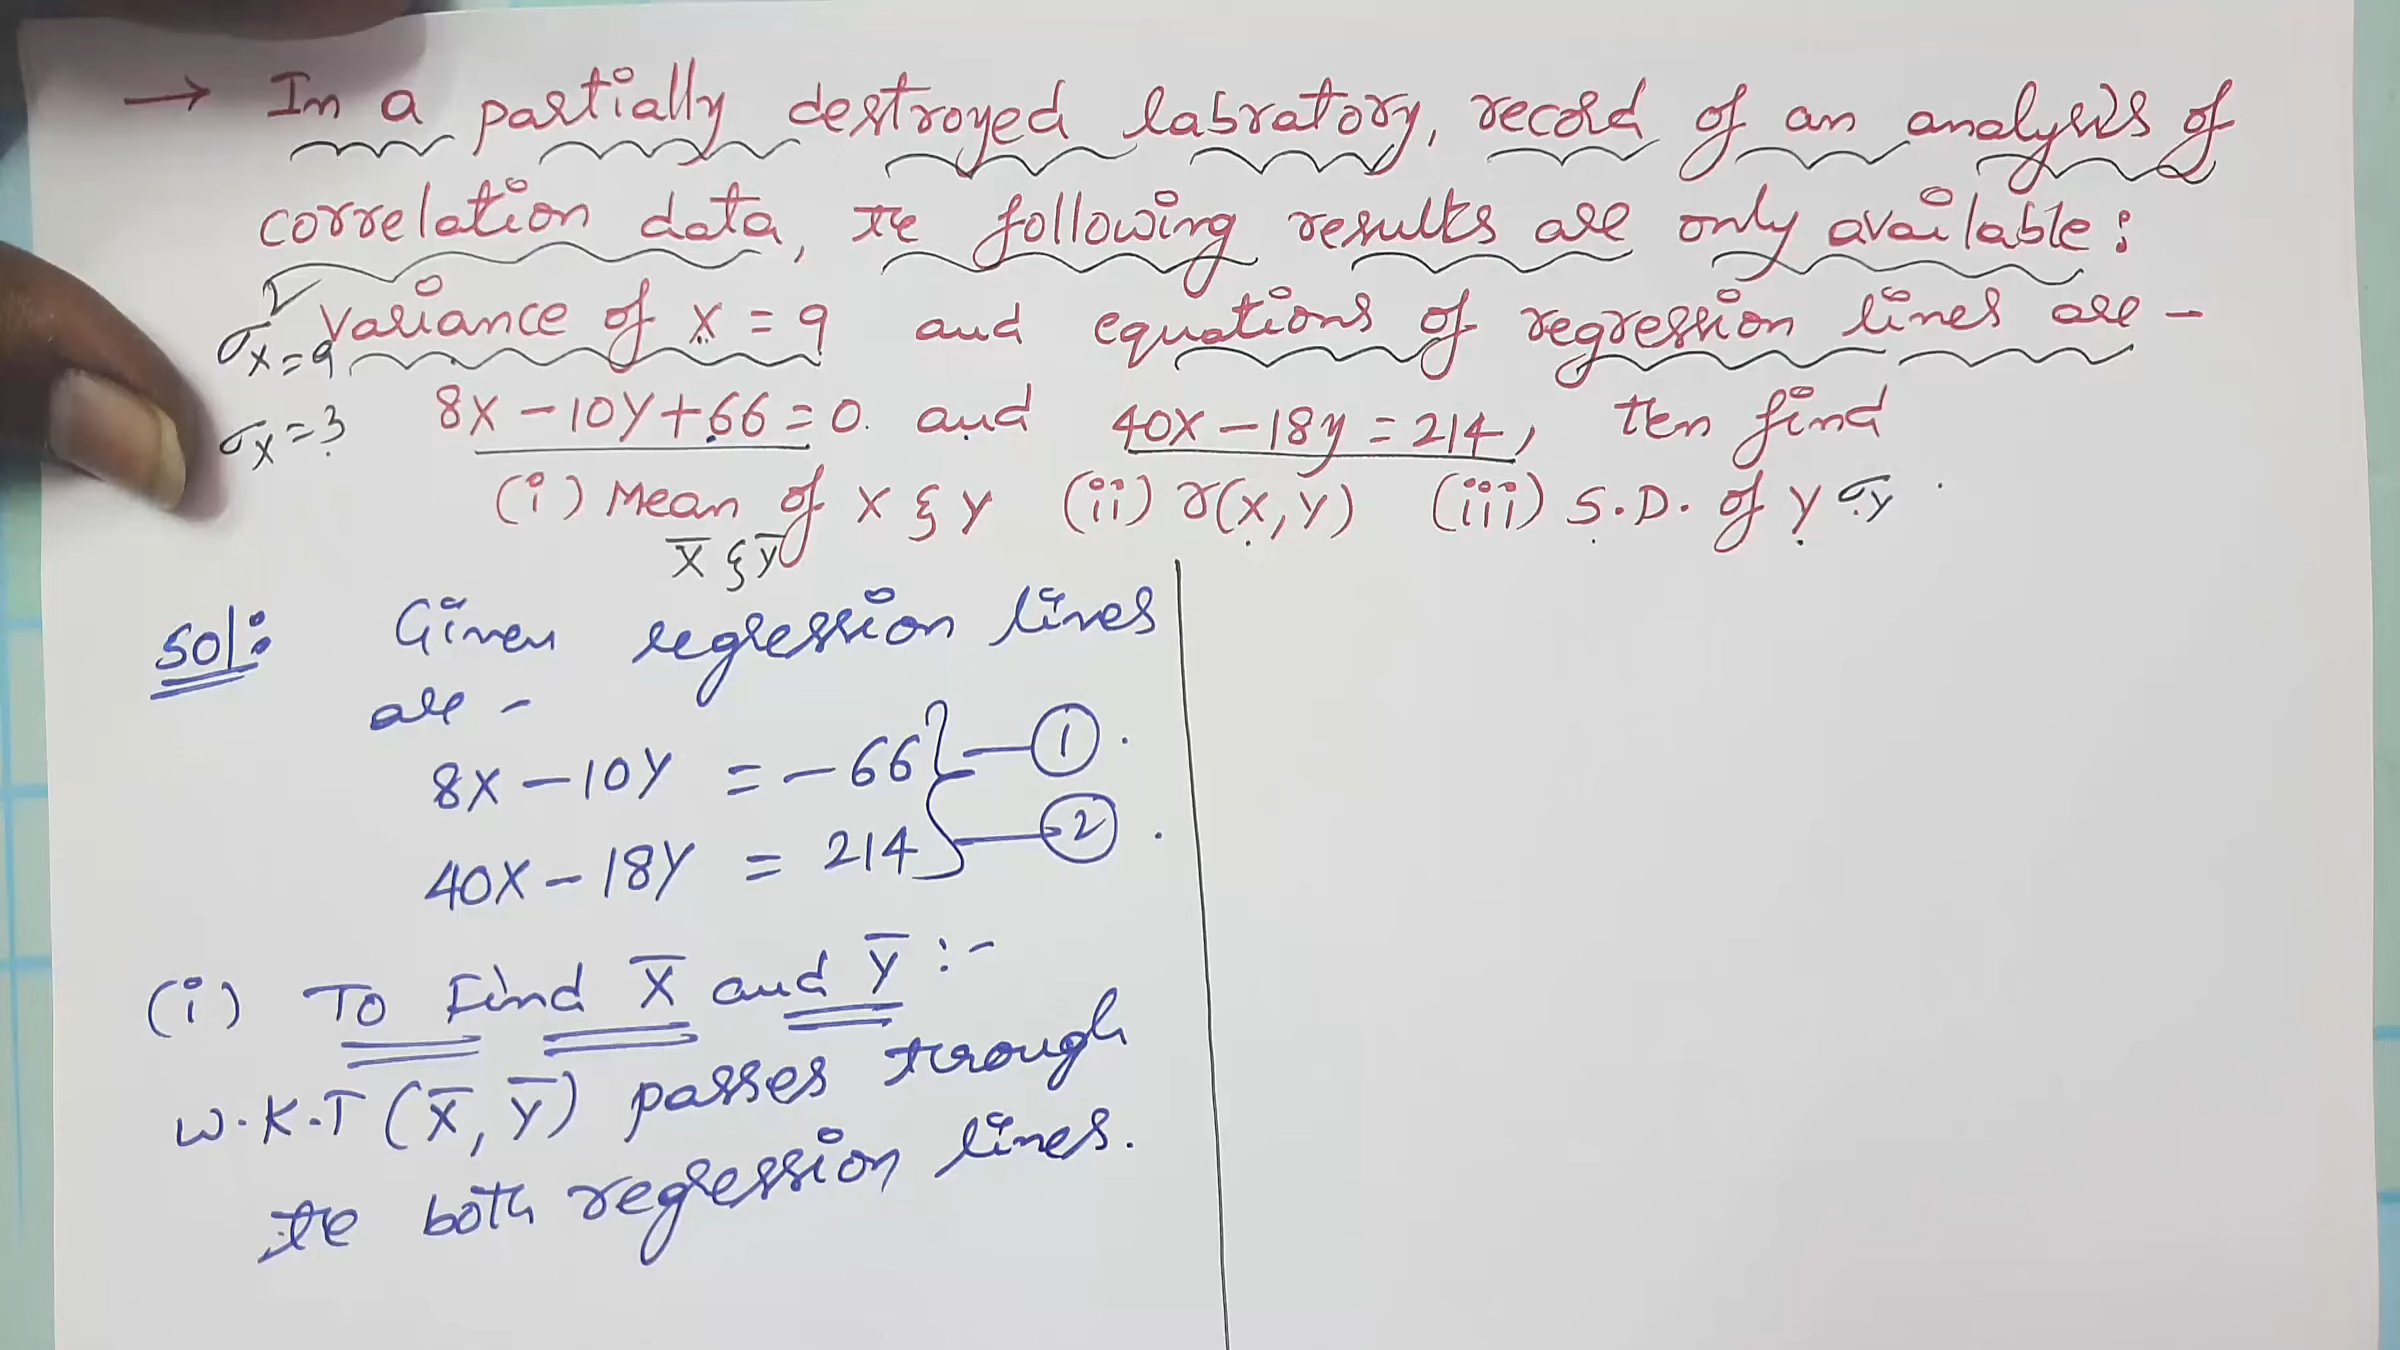 → In a partially destroyed labratory, record of an analysis of
correlation data, the following results are only available:
σx² = 9 Variance of X = 9 and equations of regression lines are -
σx = 3 8X - 10Y + 66 = 0. and 40X - 18y = 214, then find
(i) Mean of X & Y (ii) r(X, Y) (iii) S.D. of Y σy.
X̅ & Y̅
Sol: Given regression lines
are -
8X - 10Y = -66 } — ①.
40X - 18Y = 214 } — ②.
(i) To Find X̅ and Y̅ :-
W.K.T (X̅, Y̅) passes through
the both regression lines.